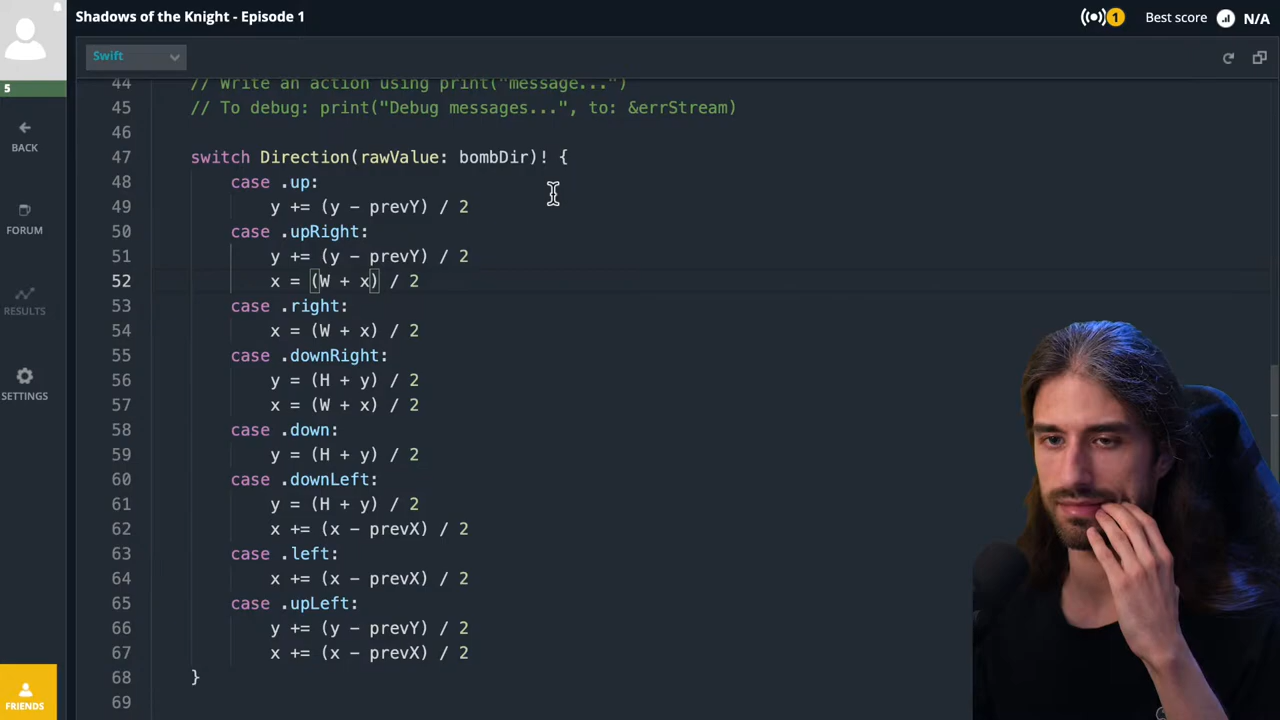 Shadows of the Knight - Episode 1
1
Best score
N/A
Swift
5
BACK
FORUM
RESULTS
SETTINGS
FRIENDS
44 // Write an action using print("message...")
45 // To debug: print("Debug messages...", to: &errStream)
46
47 switch Direction(rawValue: bombDir)! {
48 case .up:
49 y += (y - prevY) / 2
50 case .upRight:
51 y += (y - prevY) / 2
52 x = (W + x) / 2
53 case .right:
54 x = (W + x) / 2
55 case .downRight:
56 y = (H + y) / 2
57 x = (W + x) / 2
58 case .down:
59 y = (H + y) / 2
60 case .downLeft:
61 y = (H + y) / 2
62 x += (x - prevX) / 2
63 case .left:
64 x += (x - prevX) / 2
65 case .upLeft:
66 y += (y - prevY) / 2
67 x += (x - prevX) / 2
68 }
69